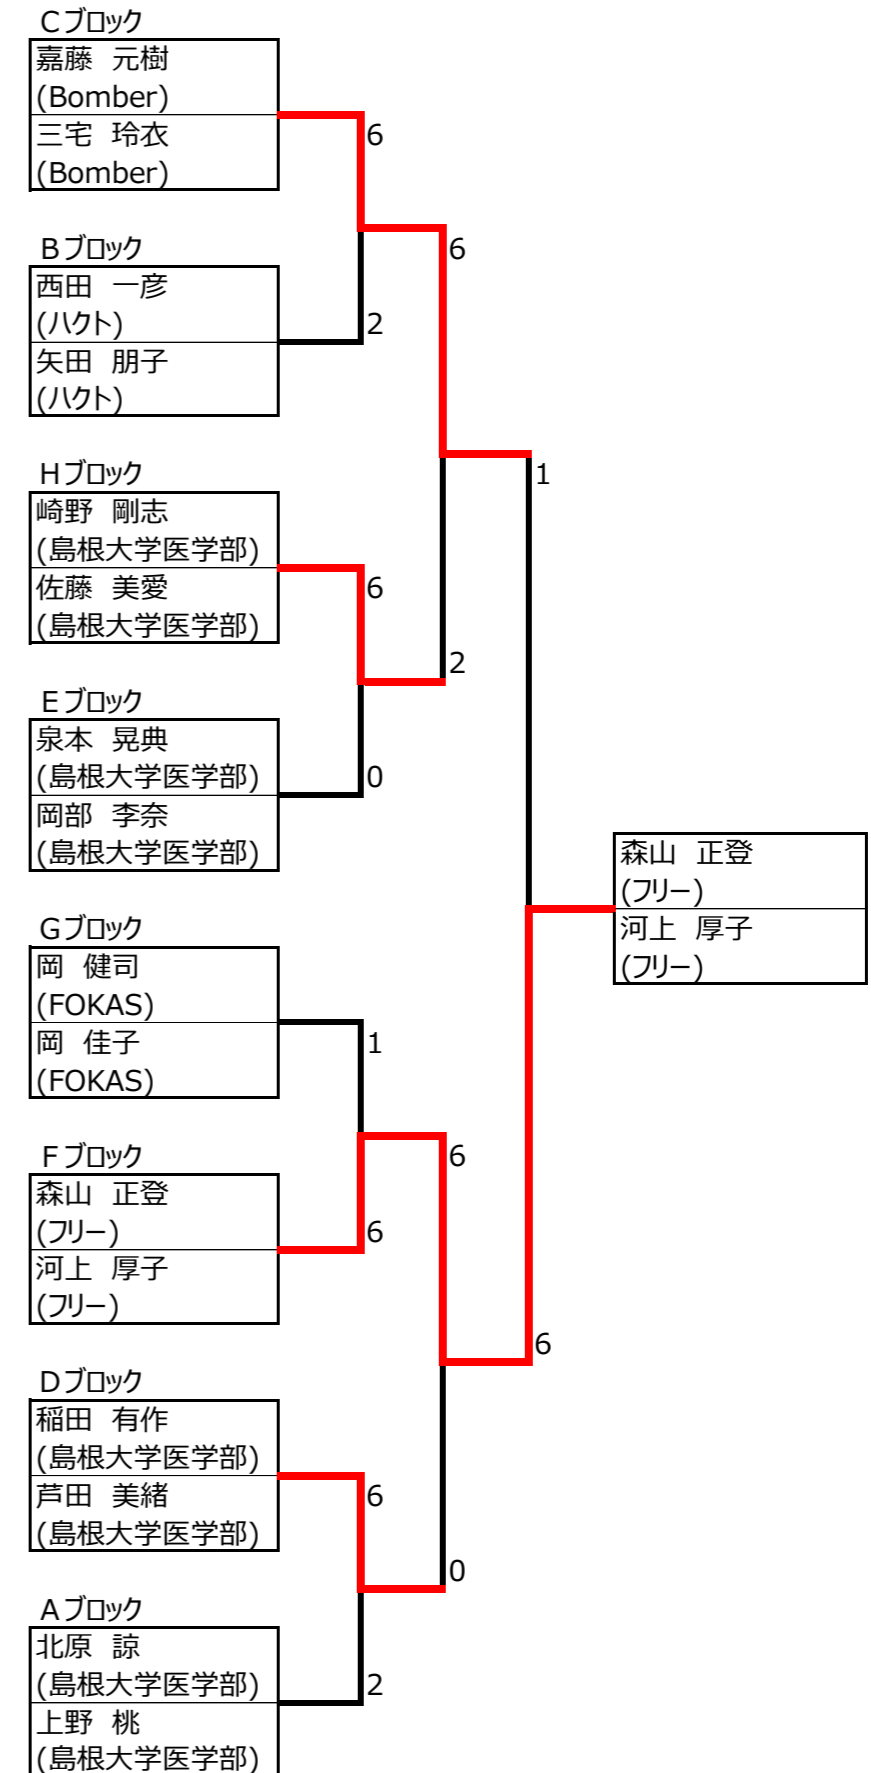 Cブロック
嘉藤　元樹
(Bomber)
三宅　玲衣
(Bomber)
6
Bブロック
西田　一彦
(ハクト)
矢田　朋子
(ハクト)
2
6
Hブロック
崎野　剛志
(島根大学医学部)
佐藤　美愛
(島根大学医学部)
6
Eブロック
泉本　晃典
(島根大学医学部)
岡部　李奈
(島根大学医学部)
0
2
1
Gブロック
岡　健司
(FOKAS)
岡　佳子
(FOKAS)
1
Fブロック
森山　正登
(フリー)
河上　厚子
(フリー)
6
6
Dブロック
稲田　有作
(島根大学医学部)
芦田　美緒
(島根大学医学部)
6
Aブロック
北原　諒
(島根大学医学部)
上野　桃
(島根大学医学部)
2
0
6
森山　正登
(フリー)
河上　厚子
(フリー)